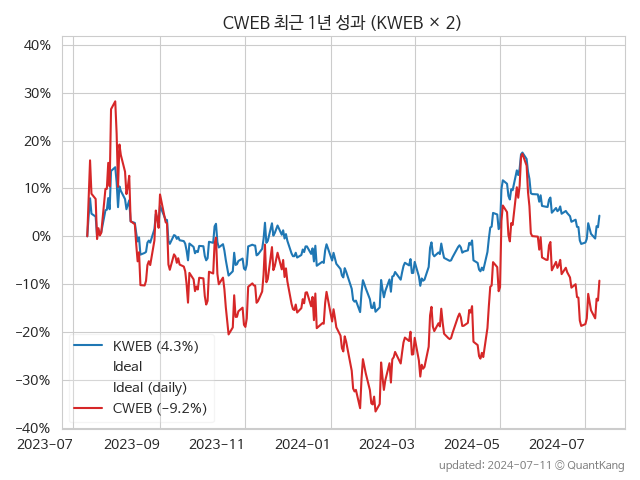 CWEB 최근 1년 성과 (KWEB × 2)
40%
30%
20%
10%
0%
−10%
−20%
−30%
−40%
KWEB (4.3%)
Ideal
Ideal (daily)
CWEB (−9.2%)
2023-07 2023-09 2023-11 2024-01 2024-03 2024-05 2024-07
updated: 2024-07-11 ⓒ QuantKang